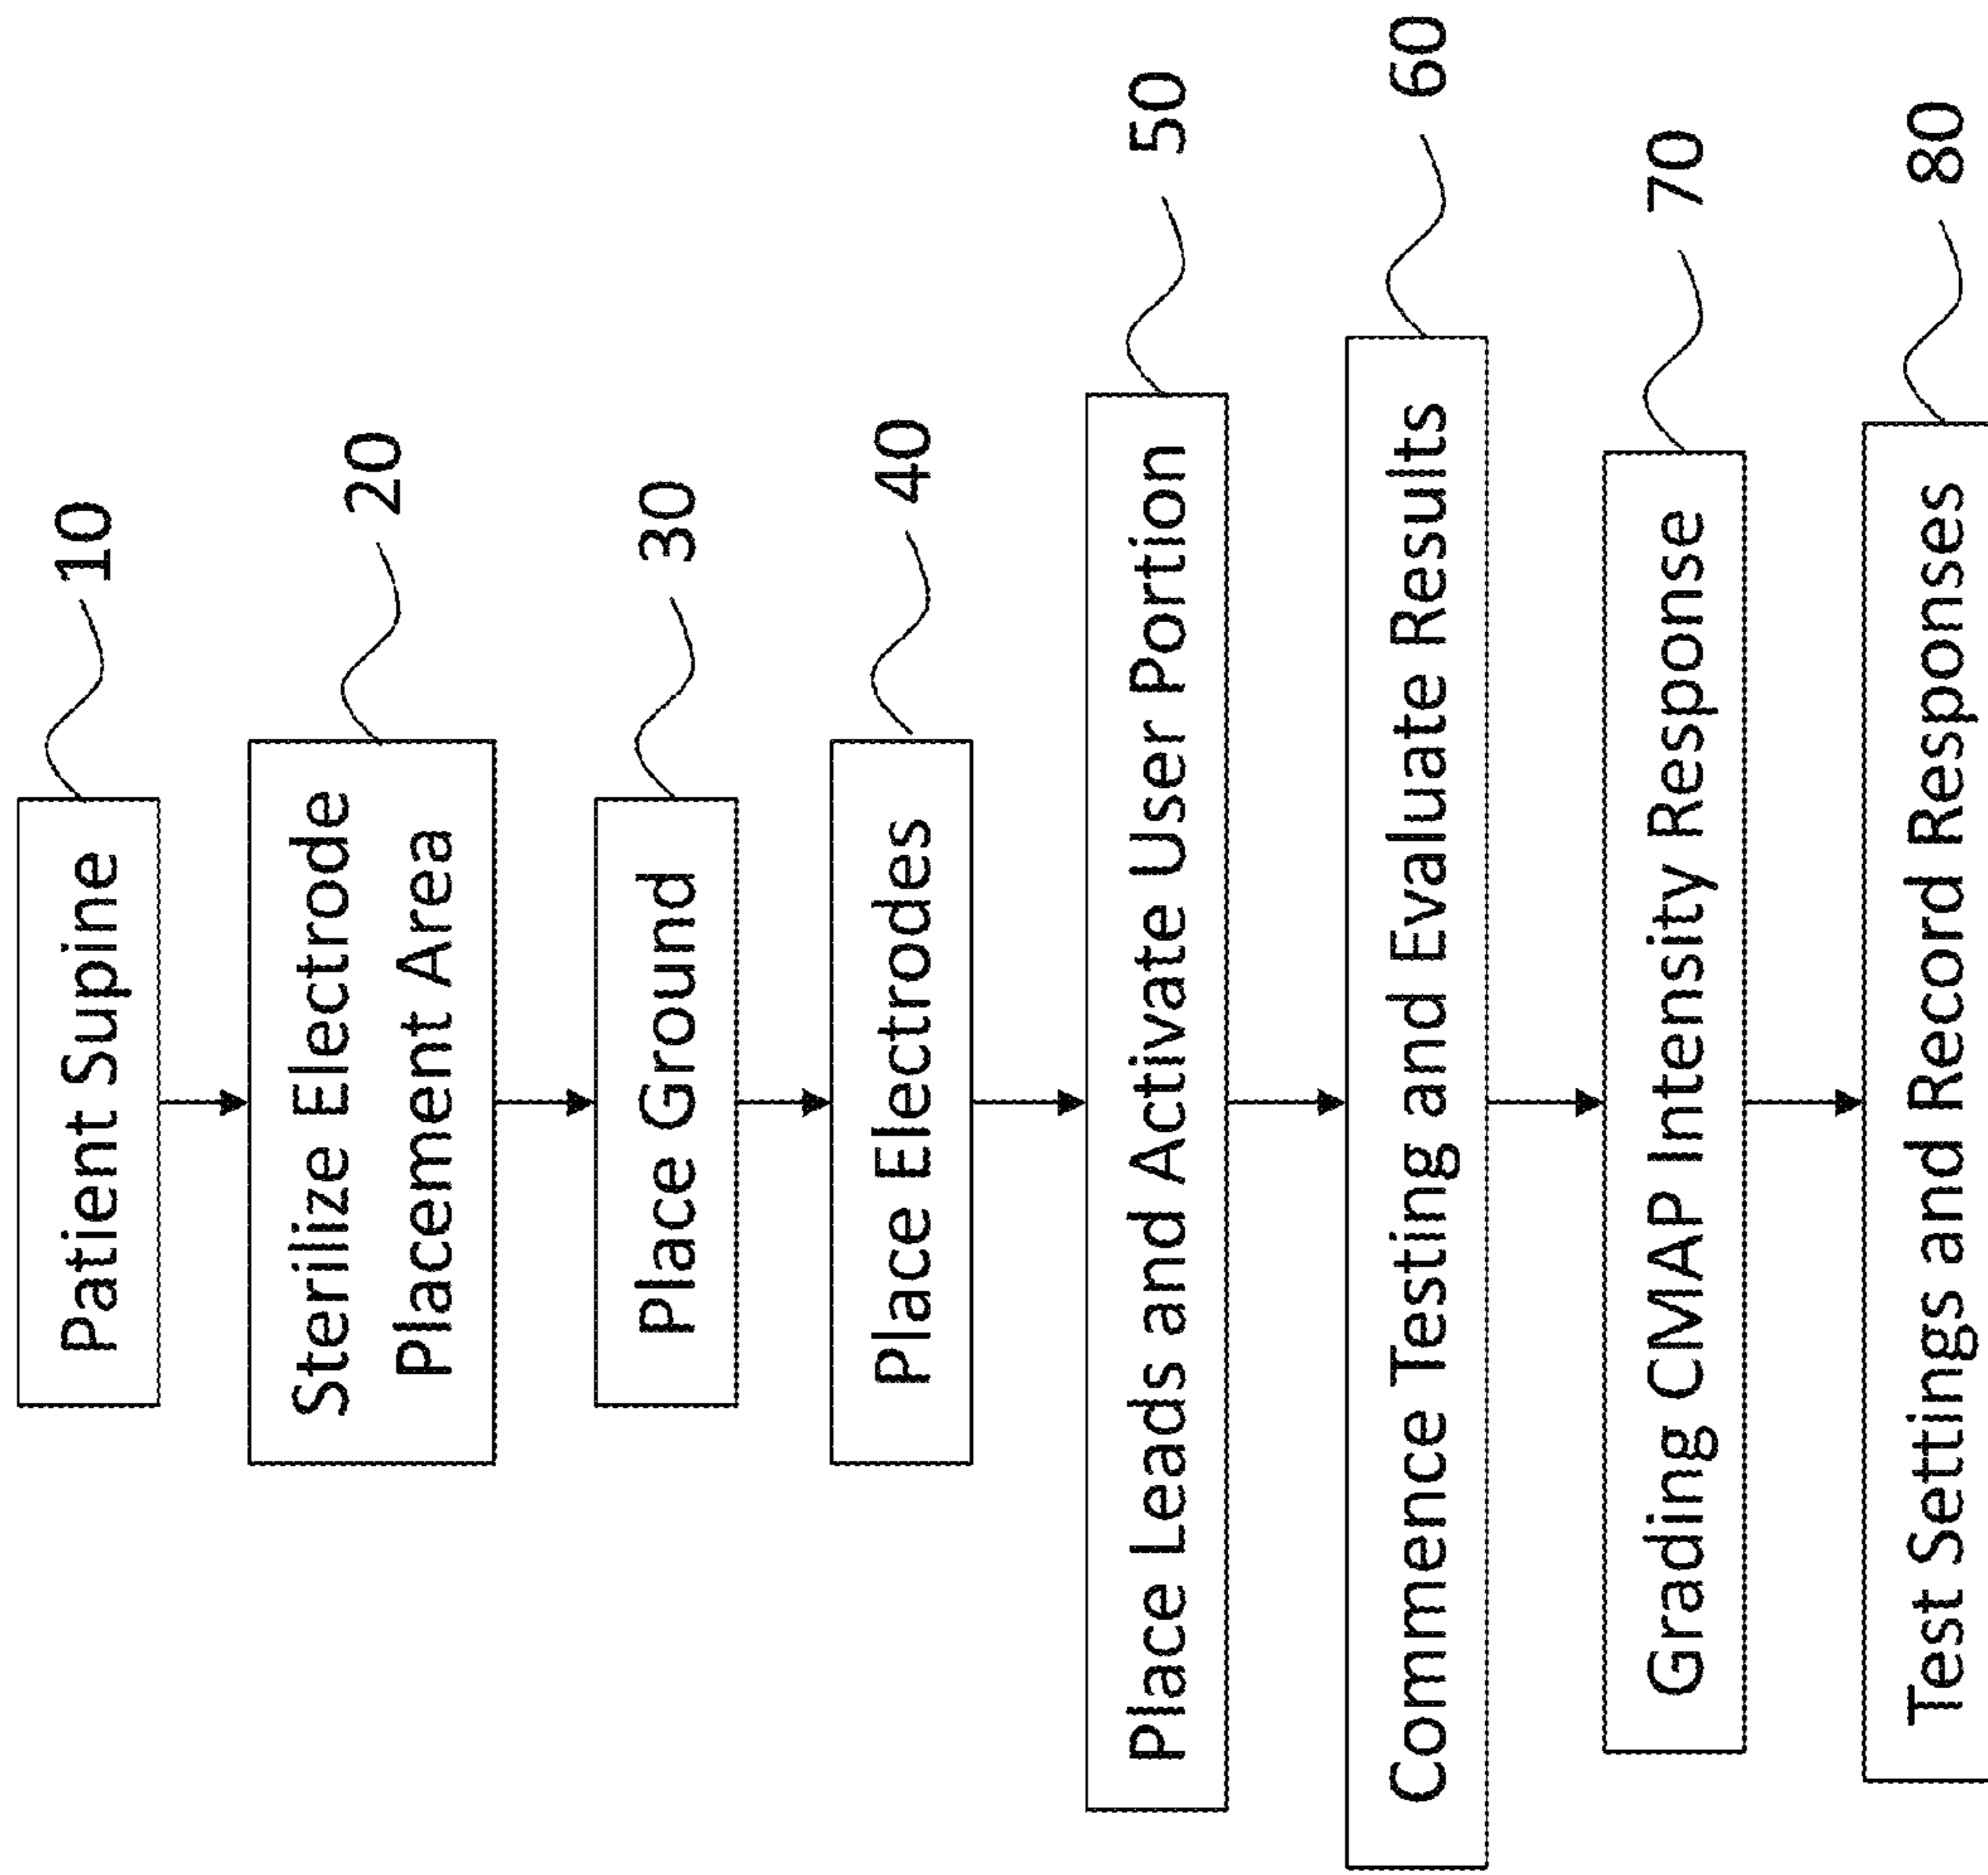 Patient Supine
10
Sterilize Electrode
Placement Area
20
Place Ground
30
Place Electrodes
40
Place Leads and Activate User Portion
50
Commence Testing and Evaluate Results
60
Grading CMAP Intensity Response
70
Test Settings and Record Responses
80